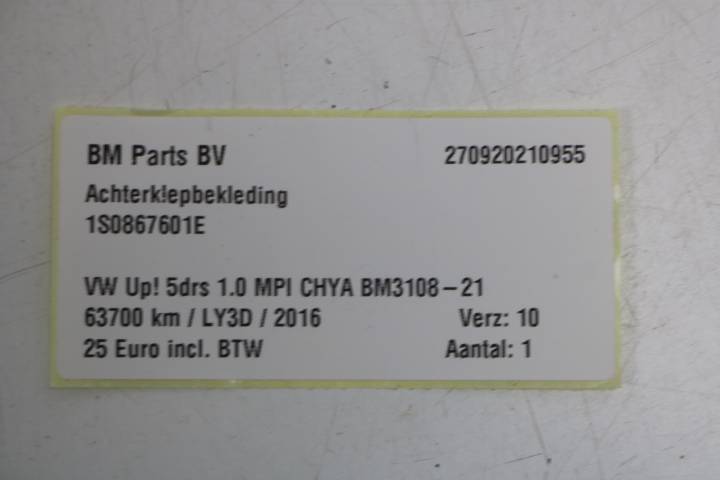 BM Parts BV 270920210955
Achterklepbekleding
1S0867601E
VW Up! 5drs 1.0 MPI CHYA BM3108-21
63700 km / LY3D / 2016 Verz: 10
25 Euro incl. BTW Aantal: 1